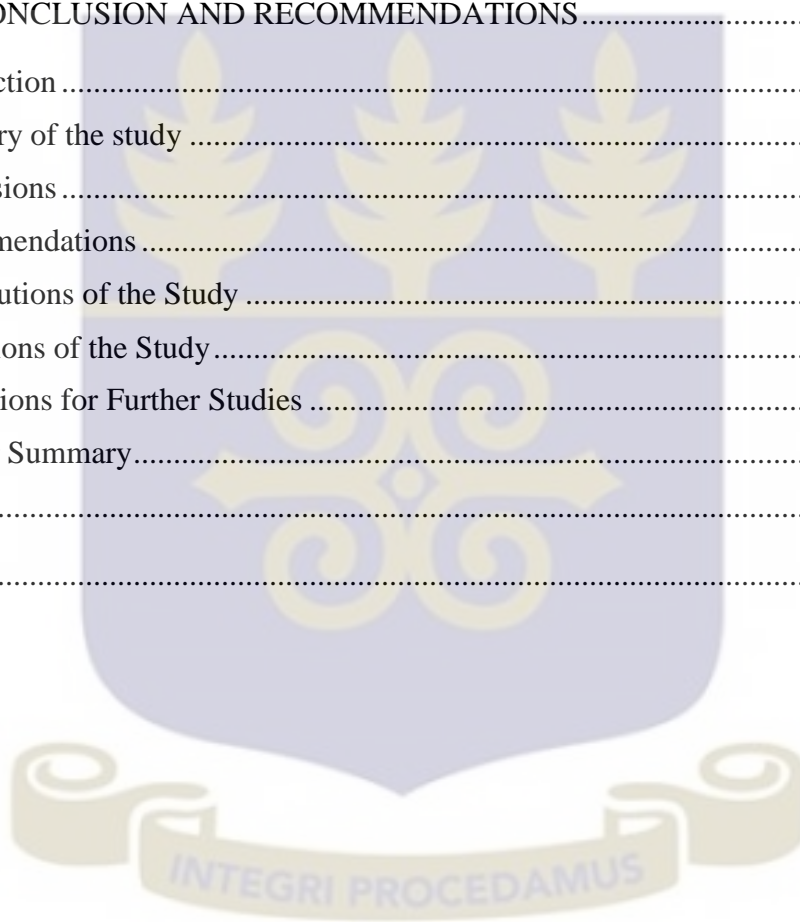 ONCLUSION AND RECOMMENDATIONS..........................
ction ..........................................................................................
ry of the study ..........................................................................
sions ..........................................................................................
mendations ................................................................................
utions of the Study ....................................................................
ions of the Study........................................................................
ions for Further Studies ............................................................
Summary..................................................................................
..................................................................................................
..................................................................................................
INTEGRI PROCEDAMUS